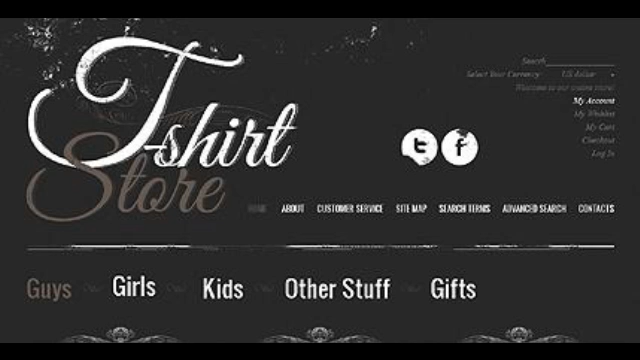 T-shirt
Store
Search
Select Your Currency: US dollar
Welcome to our online store!
My Account
My Wishlist
My Cart
Checkout
Log In
t f
HOME ABOUT CUSTOMER SERVICE SITE MAP SEARCH TERMS ADVANCED SEARCH CONTACTS
Guys Girls Kids Other Stuff Gifts